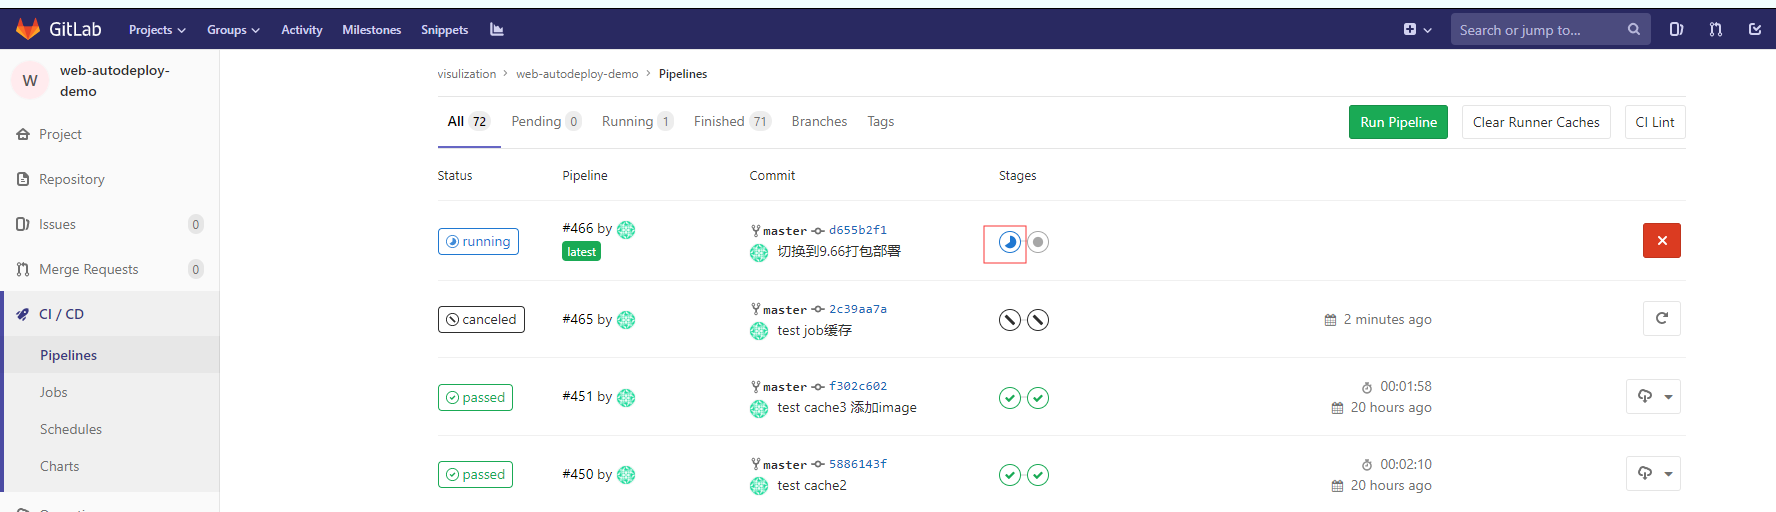 GitLab Projects Groups Activity Milestones Snippets Search or jump to...
W web-autodeploy-demo
Project
Repository
Issues 0
Merge Requests 0
CI / CD
Pipelines
Jobs
Schedules
Charts
visulization > web-autodeploy-demo > Pipelines
All 72 Pending 0 Running 1 Finished 71 Branches Tags Run Pipeline Clear Runner Caches CI Lint
Status Pipeline Commit Stages
running #466 by latest master d655b2f1
切换到9.66打包部署
canceled #465 by master 2c39aa7a 2 minutes ago
test job缓存
passed #451 by master f302c602 00:01:58
test cache3 添加image 20 hours ago
passed #450 by master 5886143f 00:02:10
test cache2 20 hours ago